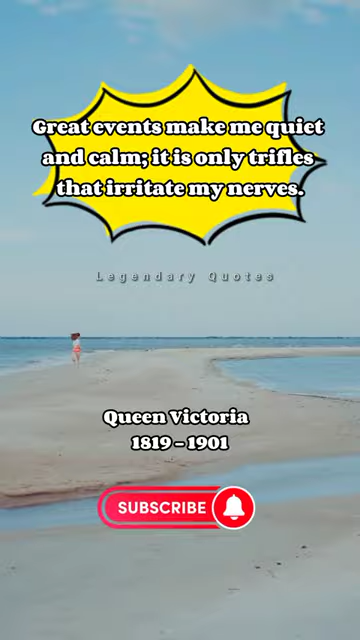 Great events make me quiet
and calm; it is only trifles
that irritate my nerves.
Legendary Quotes
Queen Victoria
1819 – 1901
SUBSCRIBE